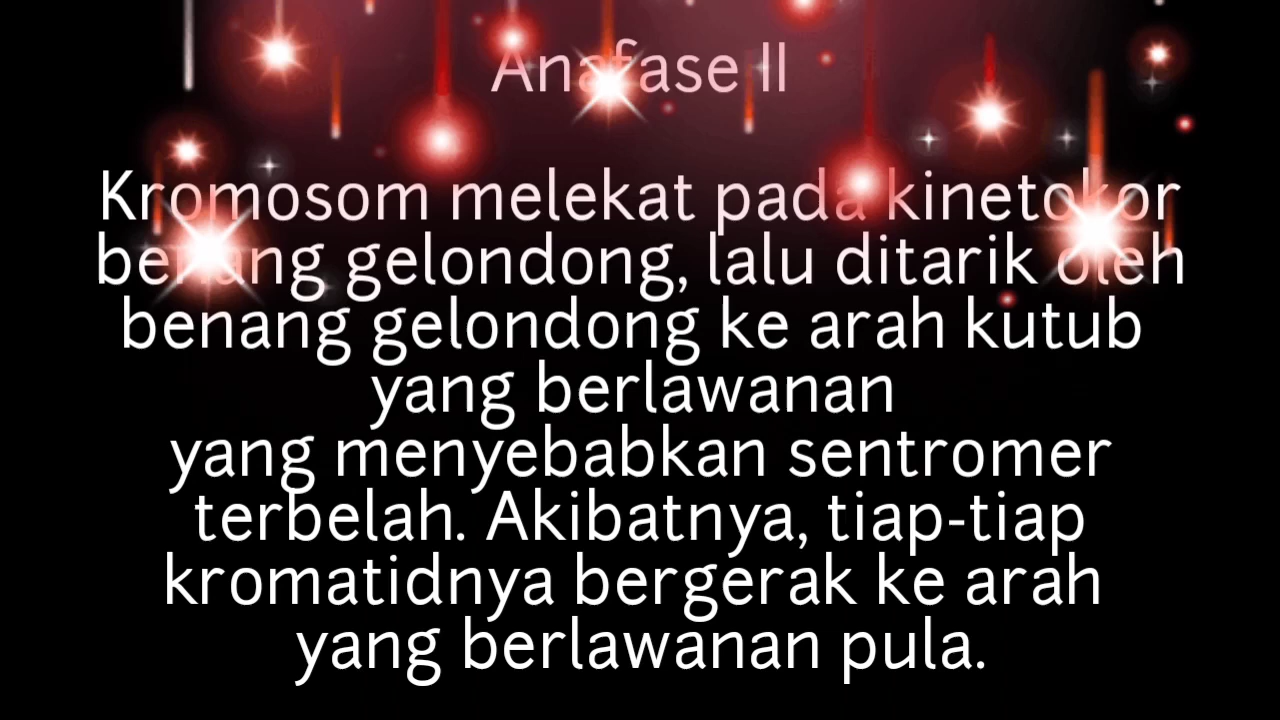 Anafase II
Kromosom melekat pada kinetokor
benang gelondong, lalu ditarik oleh
benang gelondong ke arah kutub
yang berlawanan
yang menyebabkan sentromer
terbelah. Akibatnya, tiap-tiap
kromatidnya bergerak ke arah
yang berlawanan pula.